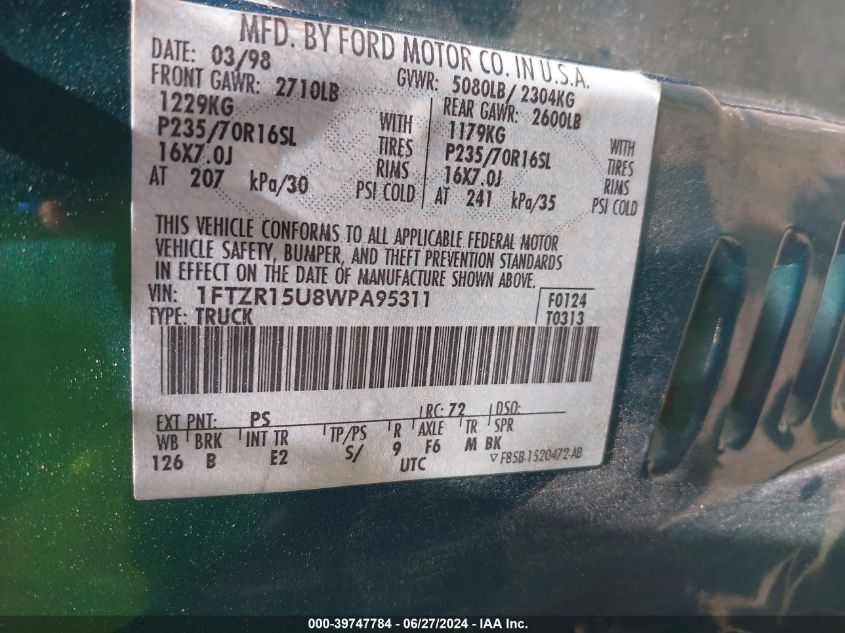 MFD. BY FORD MOTOR CO. IN U.S.A.
DATE: 03/98 GVWR: 5080LB/ 2304KG
FRONT GAWR: 2710LB REAR GAWR: 2600LB
1229KG WITH 1179KG WITH
P235/70R16SL TIRES P235/70R16SL TIRES
16X7.0J RIMS 16X7.0J RIMS
AT 207 kPa/30 PSI COLD AT 241 kPa/35 PSI COLD
THIS VEHICLE CONFORMS TO ALL APPLICABLE FEDERAL MOTOR
VEHICLE SAFETY, BUMPER, AND THEFT PREVENTION STANDARDS
IN EFFECT ON THE DATE OF MANUFACTURE SHOWN ABOVE.
VIN: 1FTZR15U8WPA95311 F0124
TYPE: TRUCK T0313
EXT PNT: PS RC: 72 DSO:
WB BRK INT TR TP/PS R AXLE TR SPR
126 B E2 S/ 9 F6 M BK
UTC ▽ F85B-1520472-AB
000-39747784 - 06/27/2024 - IAA Inc.